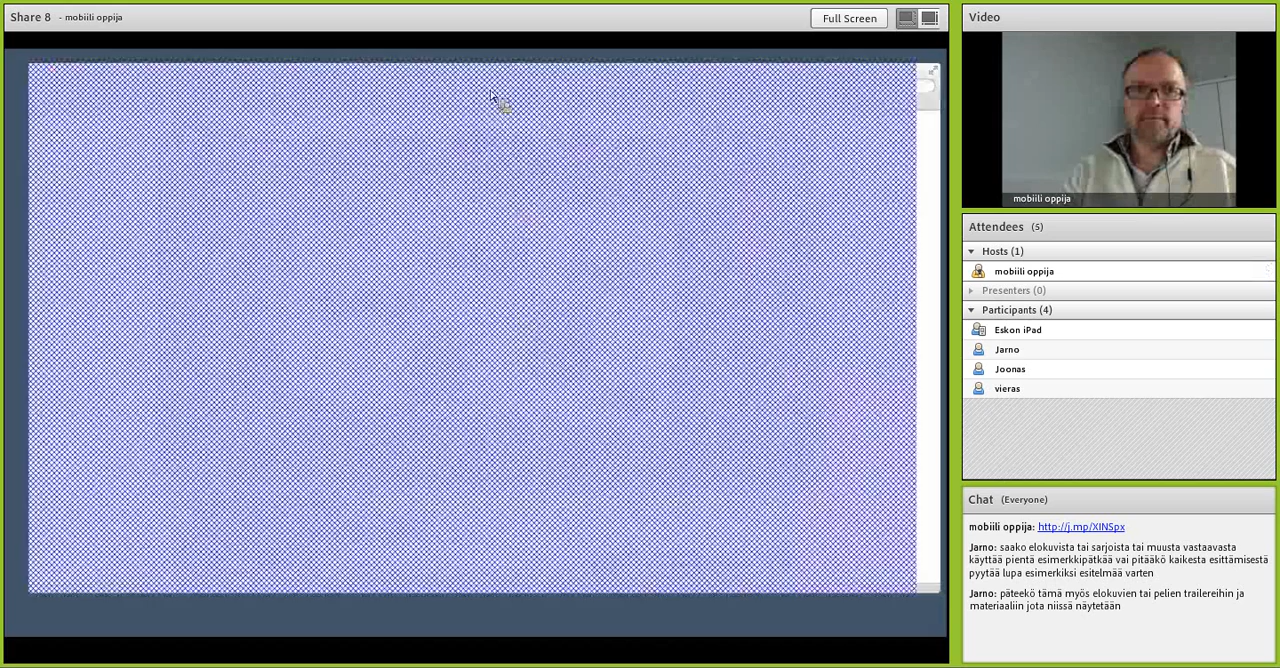 Share 8 - mobiili oppija
Full Screen
Video
mobiili oppija
Attendees (5)
Hosts (1)
mobiili oppija
Presenters (0)
Participants (4)
Eskon iPad
Jarno
Joonas
vieras
Chat (Everyone)
mobiili oppija: http://j.mp/XINSpx
Jarno: saako elokuvista tai sarjoista tai muusta vastaavasta
käyttää pientä esimerkkipätkää vai pitääkö kaikesta esittämisestä
pyytää lupa esimerkiksi esitelmää varten
Jarno: päteekö tämä myös elokuvien tai pelien trailereihin ja
materiaaliin jota niissä näytetään